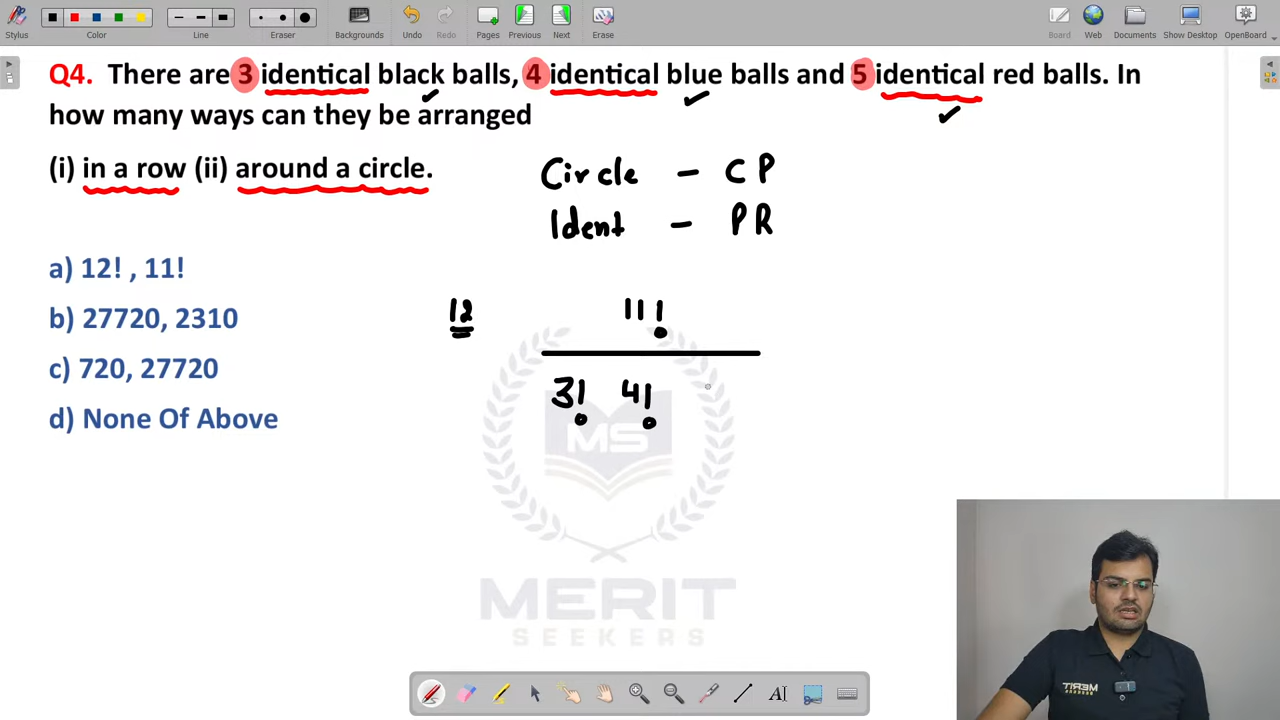 Stylus Color Line Eraser Backgrounds Undo Redo Pages Previous Next Erase Board Web Documents Show Desktop OpenBoard
Q4. There are 3 identical black balls, 4 identical blue balls and 5 identical red balls. In
how many ways can they be arranged
(i) in a row (ii) around a circle.
Circle - CP
Ident - PR
a) 12! , 11!
b) 27720, 2310
c) 720, 27720
d) None Of Above
12
11!
3! 4!
MS
MERIT
SEEKERS
MERIT
SEEKERS